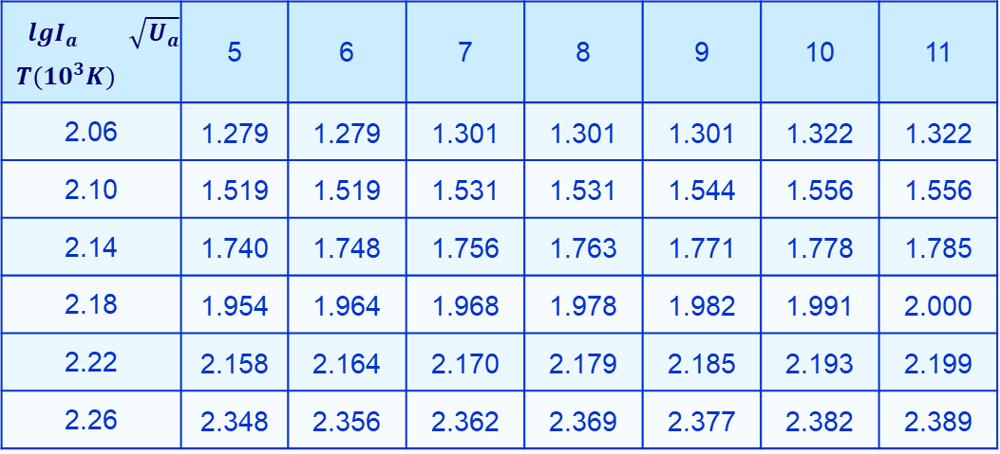 lgIₐ √Uₐ 5 6 7 8 9 10 11
T(10³K)
2.06 1.279 1.279 1.301 1.301 1.301 1.322 1.322
2.10 1.519 1.519 1.531 1.531 1.544 1.556 1.556
2.14 1.740 1.748 1.756 1.763 1.771 1.778 1.785
2.18 1.954 1.964 1.968 1.978 1.982 1.991 2.000
2.22 2.158 2.164 2.170 2.179 2.185 2.193 2.199
2.26 2.348 2.356 2.362 2.369 2.377 2.382 2.389